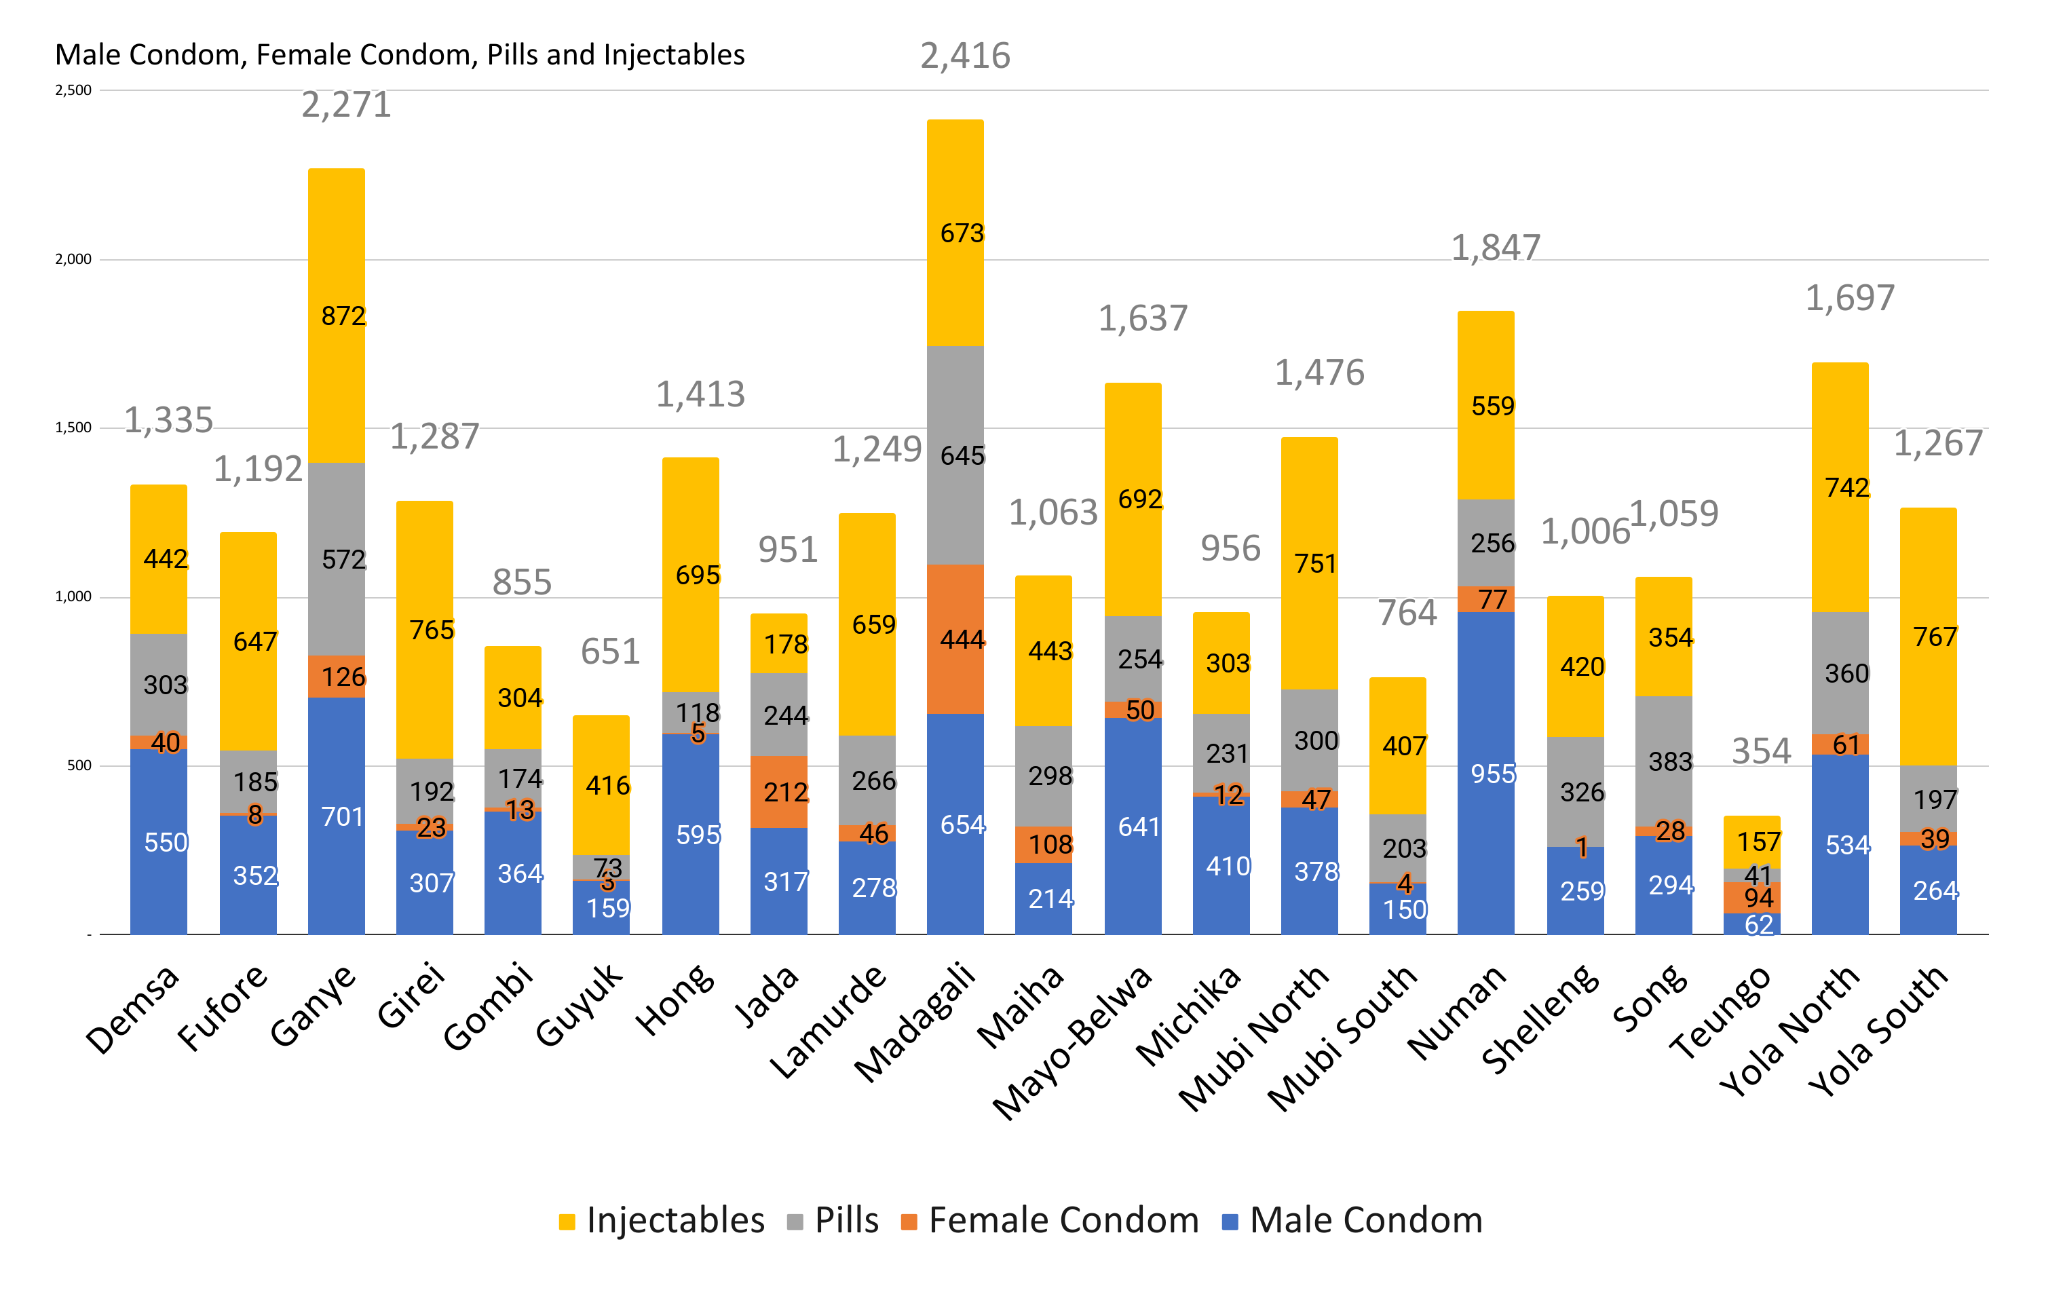 Male Condom, Female Condom, Pills and Injectables
2,416
2,500
2,271
2,000
1,847
1,697
1,637
1,500
1,476
1,413
1,335
1,287
1,267
1,249
1,192
1,063
1,059
1,006
1,000
956
951
855
764
651
354
500
-
442 647 872 765 304 416 695 178 659 673 443 692 303 751 407 559 420 354 157 742 767
303 185 572 192 174 73 118 244 266 645 298 254 231 300 203 256 326 383 41 360 197
40 8 126 23 13 3 5 212 46 444 108 50 12 47 4 77 1 28 94 61 39
550 352 701 307 364 159 595 317 278 654 214 641 410 378 150 955 259 294 62 534 264
Demsa
Fufore
Ganye
Girei
Gombi
Guyuk
Hong
Jada
Lamurde
Madagali
Maiha
Mayo-Belwa
Michika
Mubi North
Mubi South
Numan
Shelleng
Song
Teungo
Yola North
Yola South
Injectables Pills Female Condom Male Condom